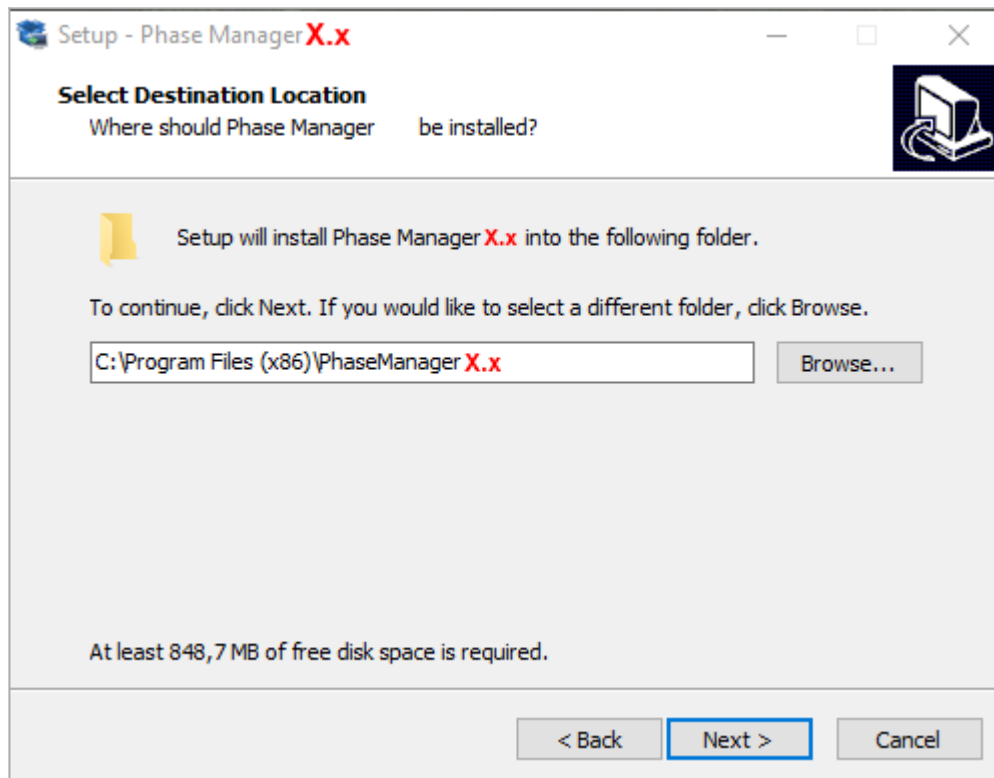 Setup - Phase Manager X.x
Select Destination Location
Where should Phase Manager be installed?
Setup will install Phase Manager X.x into the following folder.
To continue, click Next. If you would like to select a different folder, click Browse.
C:\Program Files (x86)\PhaseManager X.x
Browse...
At least 848,7 MB of free disk space is required.
< Back
Next >
Cancel